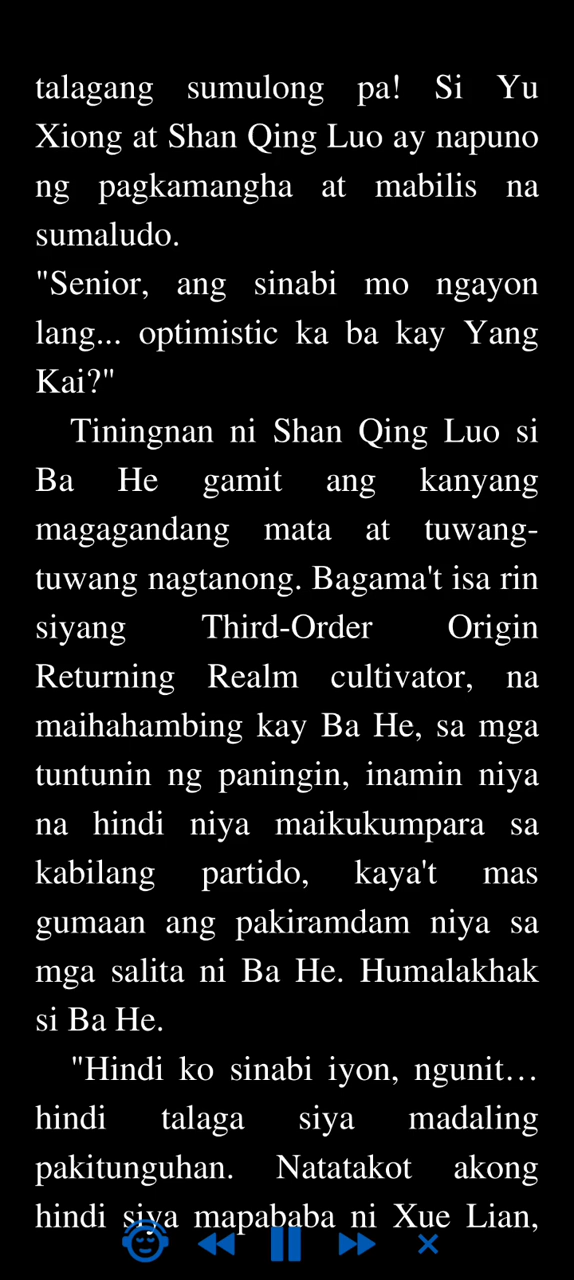 talagang sumulong pa! Si Yu
Xiong at Shan Qing Luo ay napuno
ng pagkamangha at mabilis na
sumaludo.
"Senior, ang sinabi mo ngayon
lang... optimistic ka ba kay Yang
Kai?"
Tiningnan ni Shan Qing Luo si
Ba He gamit ang kanyang
magagandang mata at tuwang-
tuwang nagtanong. Bagama't isa rin
siyang Third-Order Origin
Returning Realm cultivator, na
maihahambing kay Ba He, sa mga
tuntunin ng paningin, inamin niya
na hindi niya maikukumpara sa
kabilang partido, kaya't mas
gumaan ang pakiramdam niya sa
mga salita ni Ba He. Humalakhak
si Ba He.
"Hindi ko sinabi iyon, ngunit…
hindi talaga siya madaling
pakitunguhan. Natatakot akong
hindi siya mapababa ni Xue Lian,